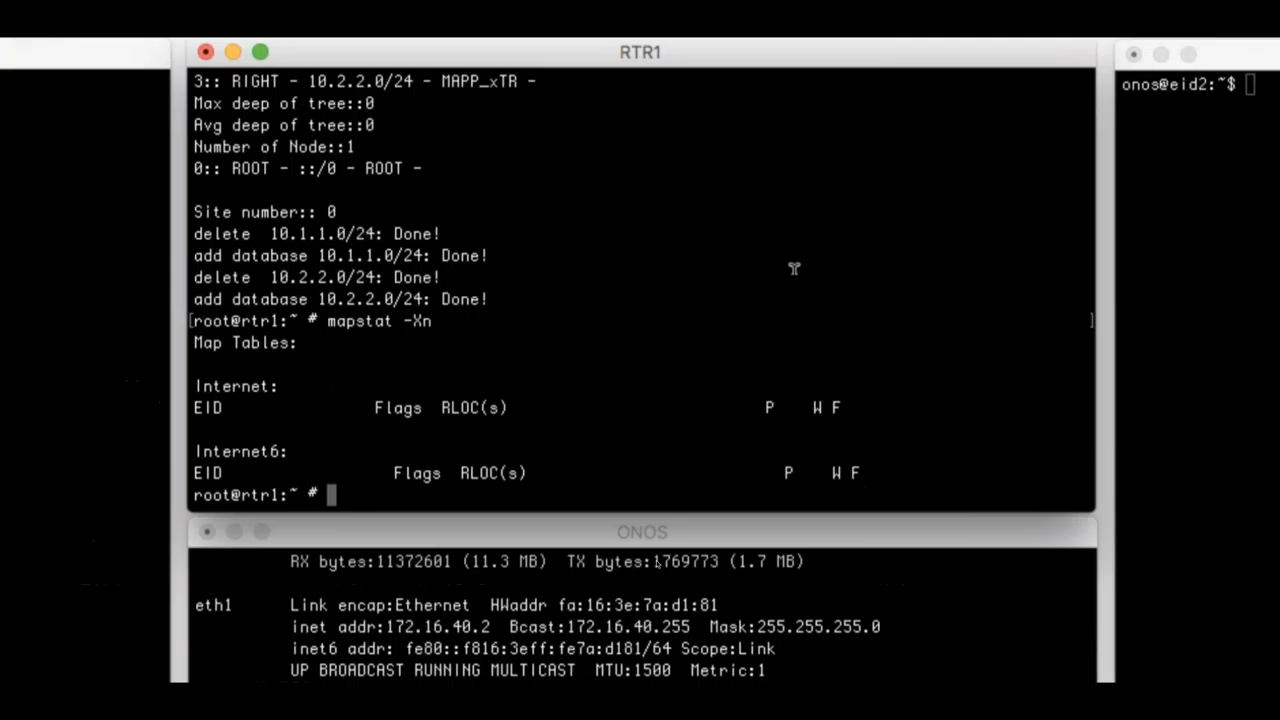 RTR1
3:: RIGHT - 10.2.2.0/24 - MAPP_xTR -
Max deep of tree::0
Avg deep of tree::0
Number of Node::1
0:: ROOT - ::/0 - ROOT -
Site number:: 0
delete  10.1.1.0/24: Done!
add database 10.1.1.0/24: Done!
delete  10.2.2.0/24: Done!
add database 10.2.2.0/24: Done!
[root@rtr1:~ # mapstat -Xn ]
Map Tables:
Internet:
EID Flags RLOC(s) P W F
Internet6:
EID Flags RLOC(s) P W F
root@rtr1:~ #
onos@eid2:~$
ONOS
RX bytes:11372601 (11.3 MB)  TX bytes:1769773 (1.7 MB)
eth1 Link encap:Ethernet  HWaddr fa:16:3e:7a:d1:81
inet addr:172.16.40.2  Bcast:172.16.40.255  Mask:255.255.255.0
inet6 addr: fe80::f816:3eff:fe7a:d181/64 Scope:Link
UP BROADCAST RUNNING MULTICAST  MTU:1500  Metric:1